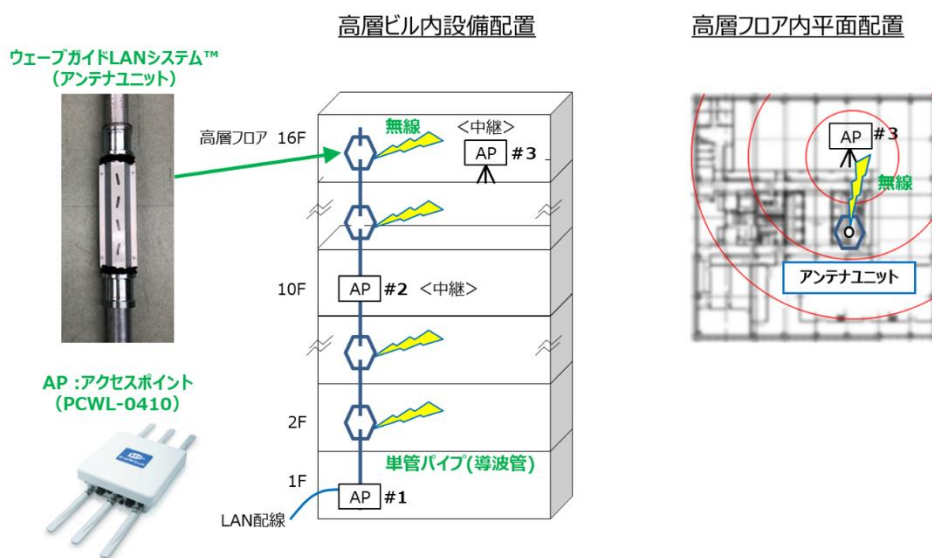 高層ビル内設備配置
高層フロア内平面配置
ウェーブガイドLANシステム™
（アンテナユニット）
高層フロア 16F
無線
<中継>
AP #3
10F
AP #2 <中継>
2F
1F
単管パイプ(導波管)
AP #1
LAN配線
AP :アクセスポイント
（PCWL-0410）
AP #3
無線
アンテナユニット